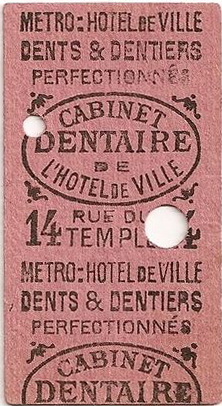 METRO: HOTEL DE VILLE
DENTS & DENTIERS
PERFECTIONNÉS
CABINET
DENTAIRE
DE
L'HOTEL DE VILLE
14 RUE DU TEMPLE
METRO: HOTEL DE VILLE
DENTS & DENTIERS
PERFECTIONNÉS
CABINET
DENTAIRE